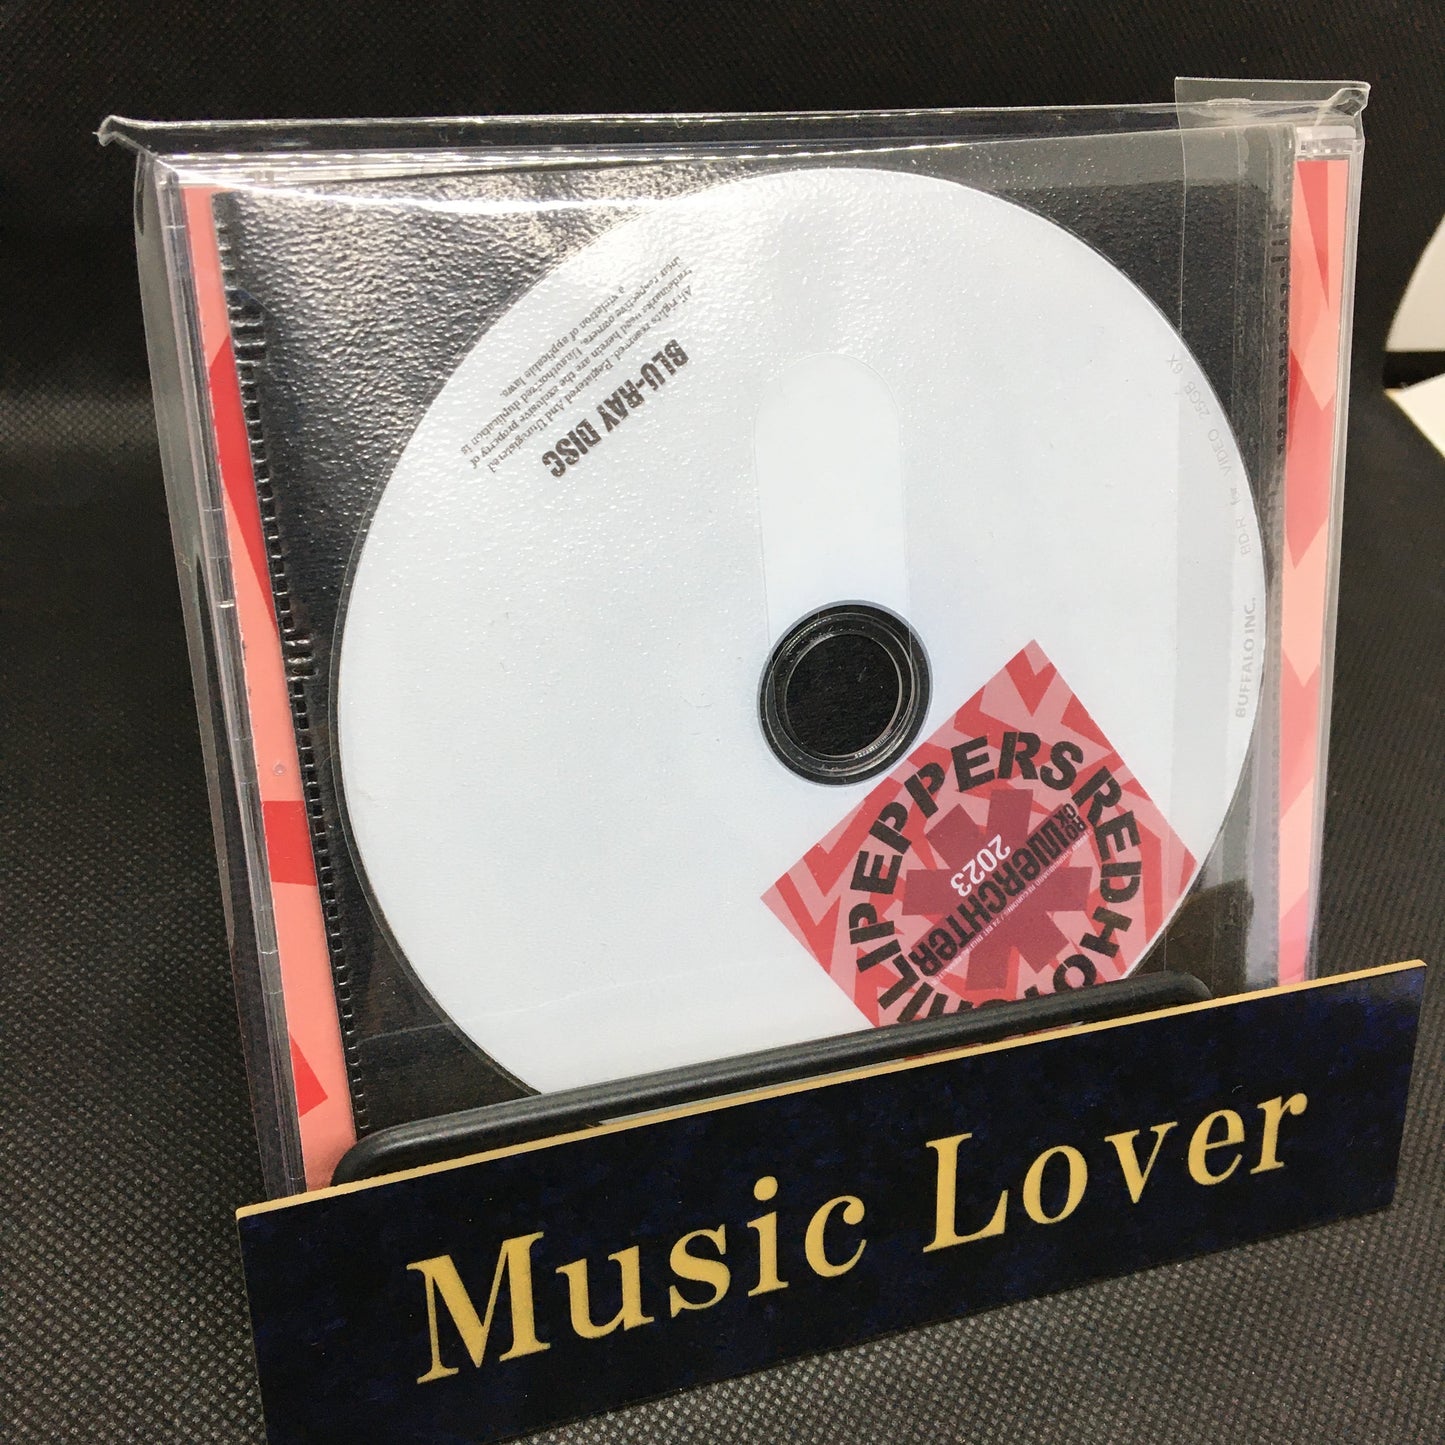 BLU-RAY DISC
All rights reserved Registered And Unregistered
Trademarks used herein are the exclusive property of
their respective owners. Unauthorized duplication is
a violation of applicable laws.
BD-R for VIDEO 25GB 6X
BUFFALO INC.
RED HOT CHILI PEPPERS
ROCK WERCHTER
2023
Music Lover